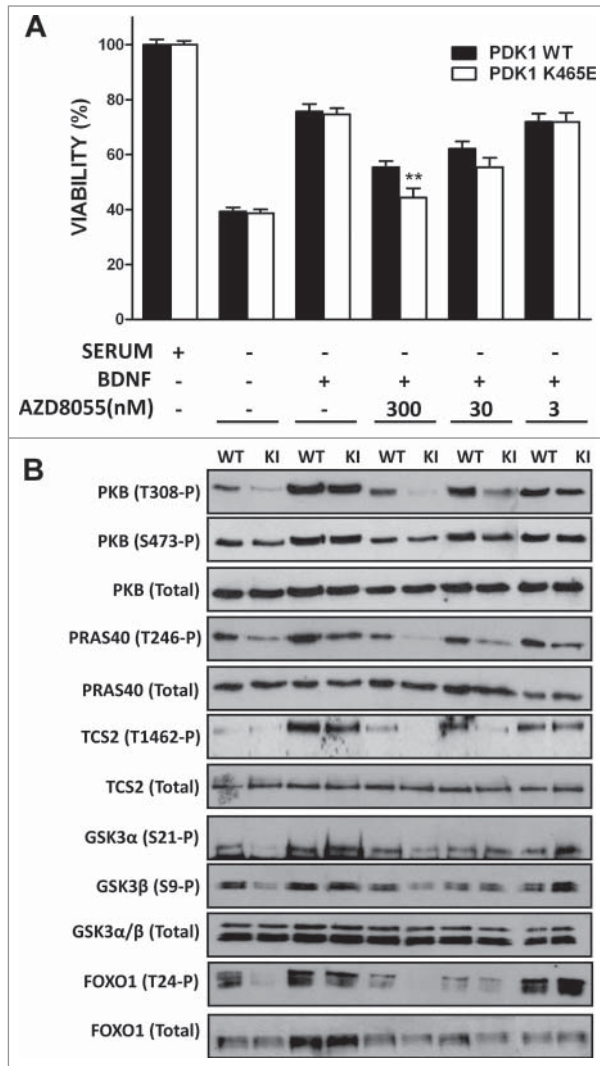 A
100
80
60
40
20
0
VIABILITY (%)
PDK1 WT
PDK1 K465E
**
SERUM + - - - - -
BDNF - - + + + +
AZD8055(nM) - - - 300 30 3
B
WT KI WT KI WT KI WT KI WT KI
PKB (T308-P)
PKB (S473-P)
PKB (Total)
PRAS40 (T246-P)
PRAS40 (Total)
TCS2 (T1462-P)
TCS2 (Total)
GSK3α (S21-P)
GSK3β (S9-P)
GSK3α/β (Total)
FOXO1 (T24-P)
FOXO1 (Total)